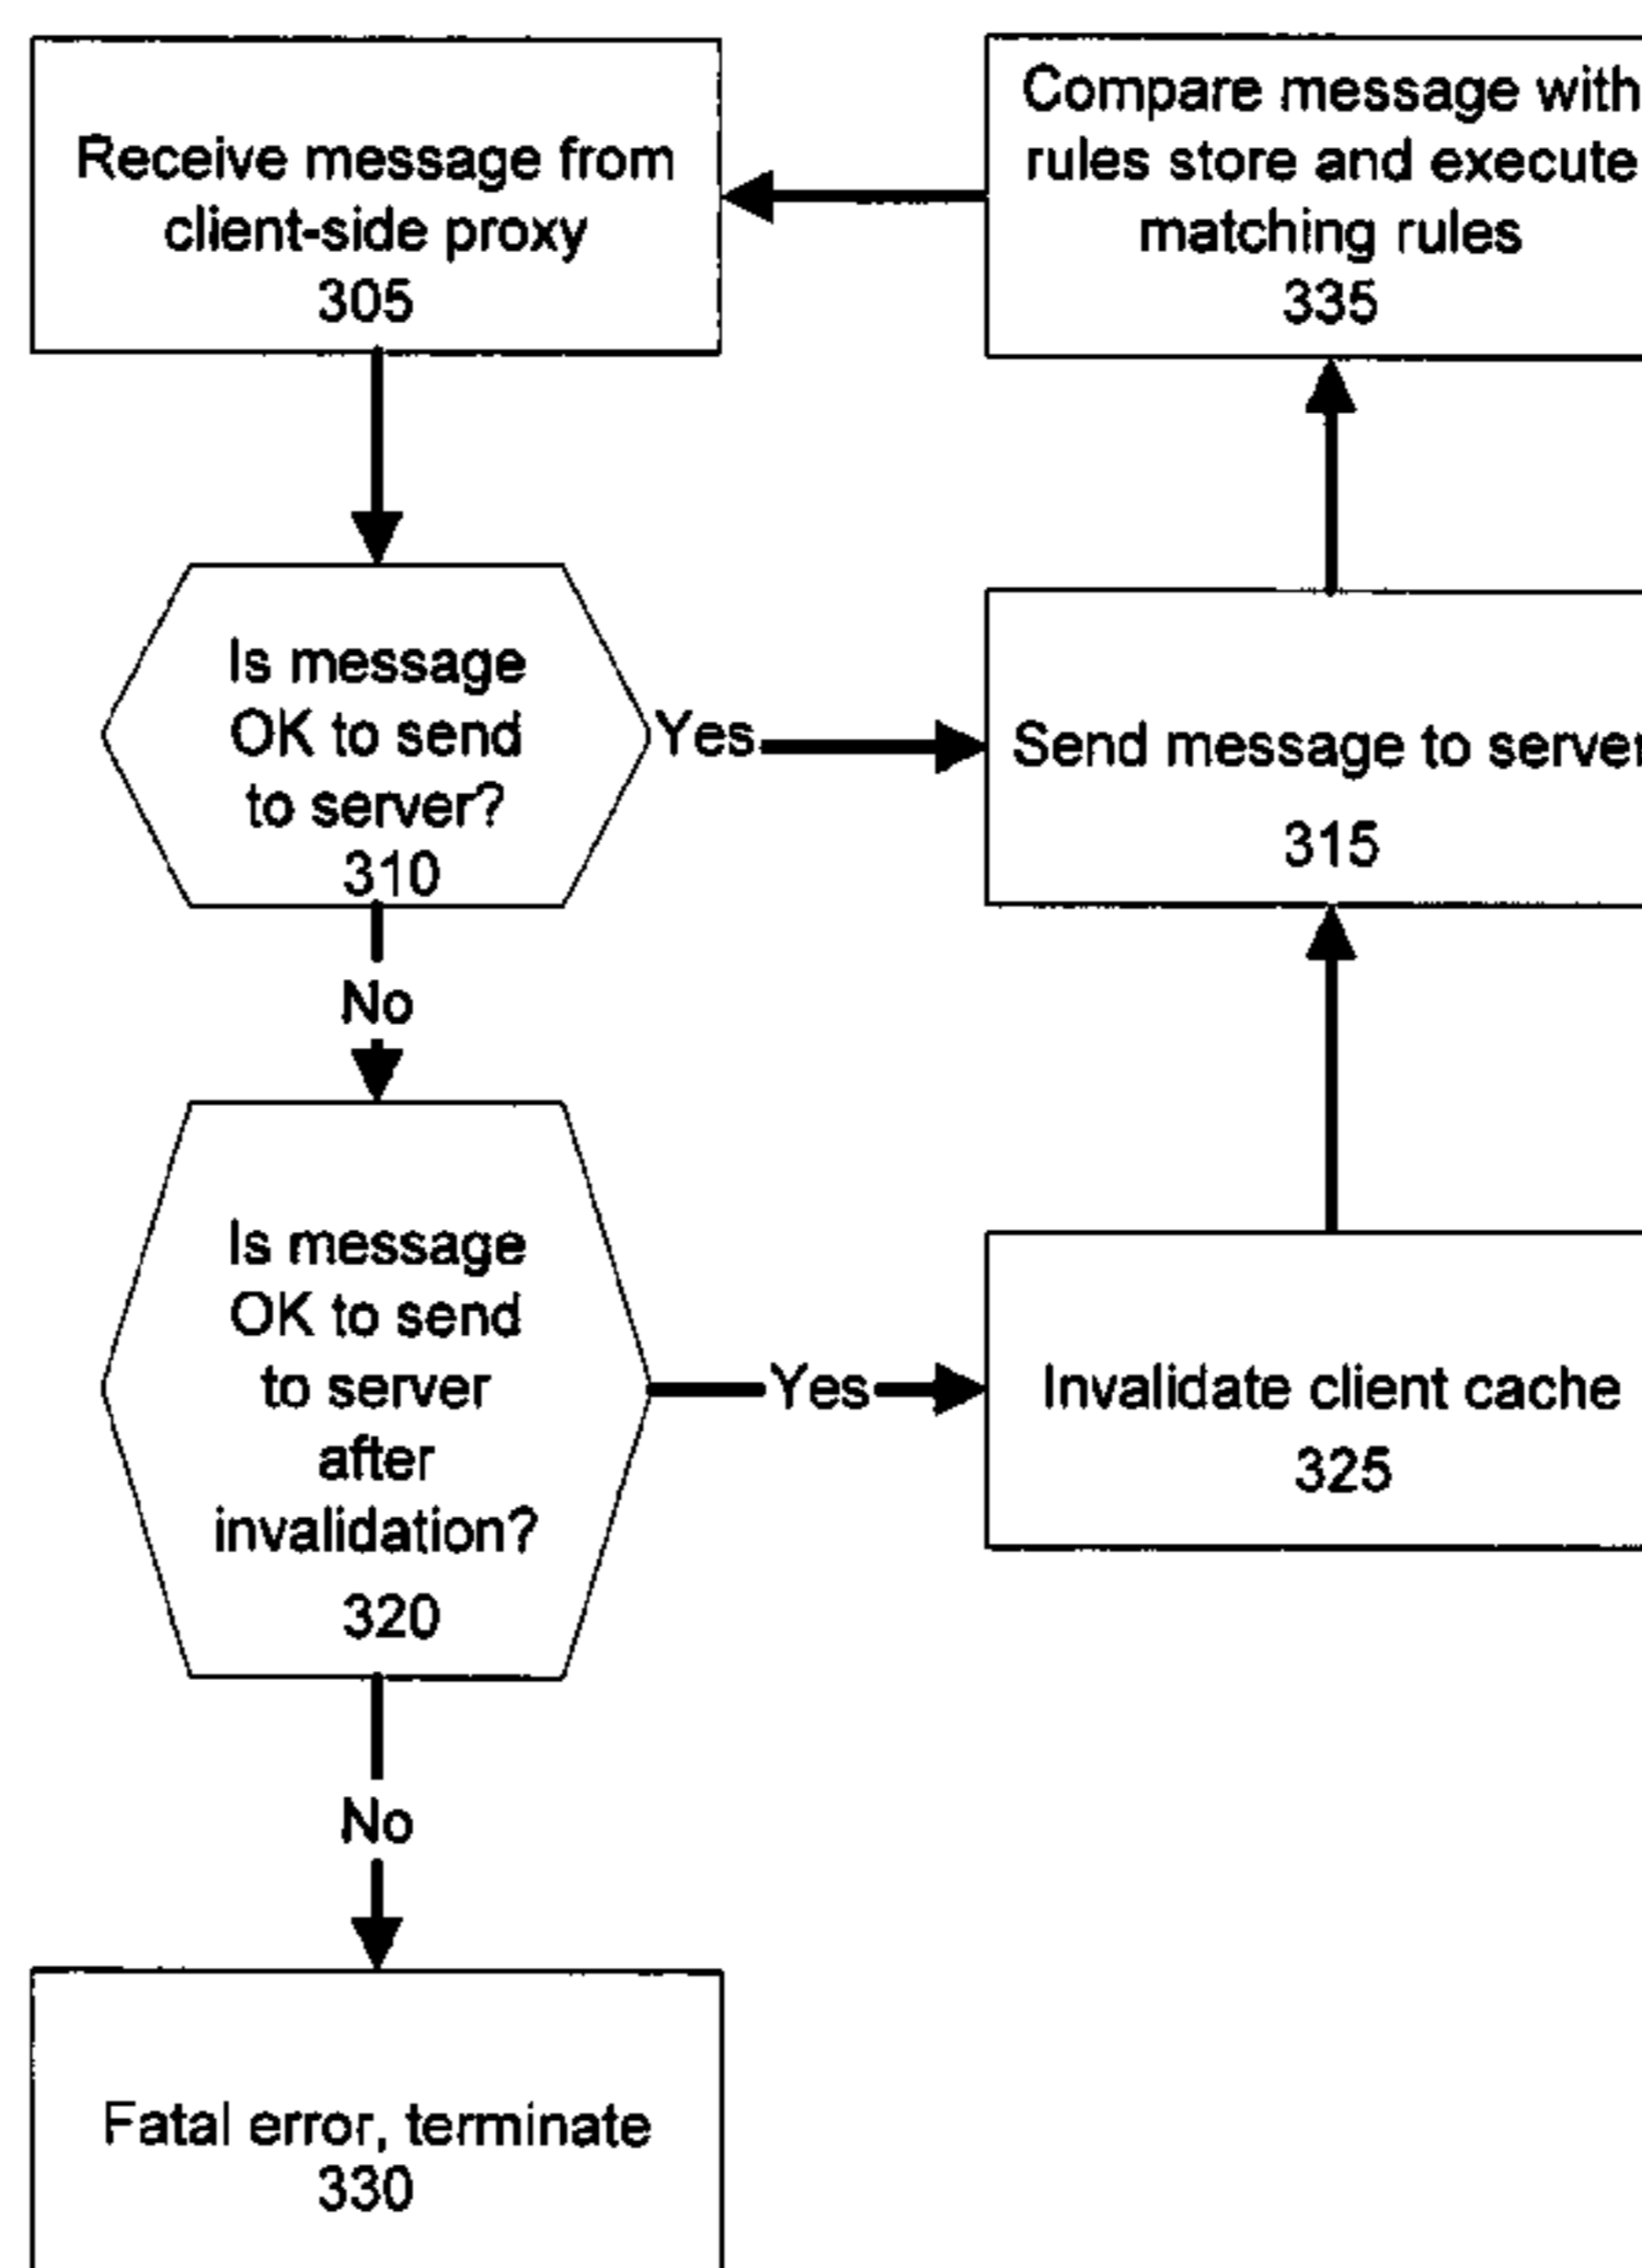 Receive message from
client-side proxy
305
Compare message with
rules store and execute
matching rules
335
Is message
OK to send
to server?
310
Yes
Send message to server
315
No
Is message
OK to send
to server
after
invalidation?
320
Yes
Invalidate client cache
325
No
Fatal error, terminate
330